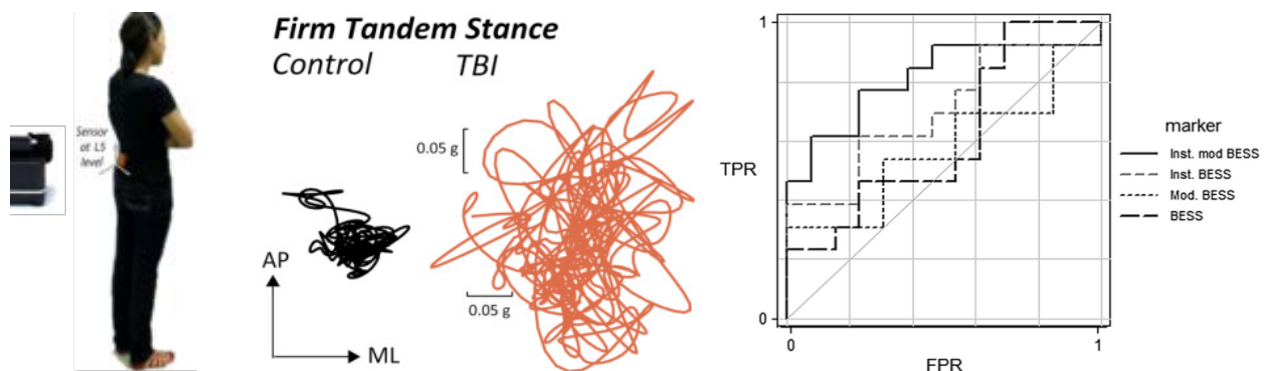 Sensor
at L5
level
Firm Tandem Stance
Control TBI
0.05 g
AP
0.05 g
ML
1
TPR
0
0 1
FPR
marker
Inst. mod BESS
Inst. BESS
Mod. BESS
BESS